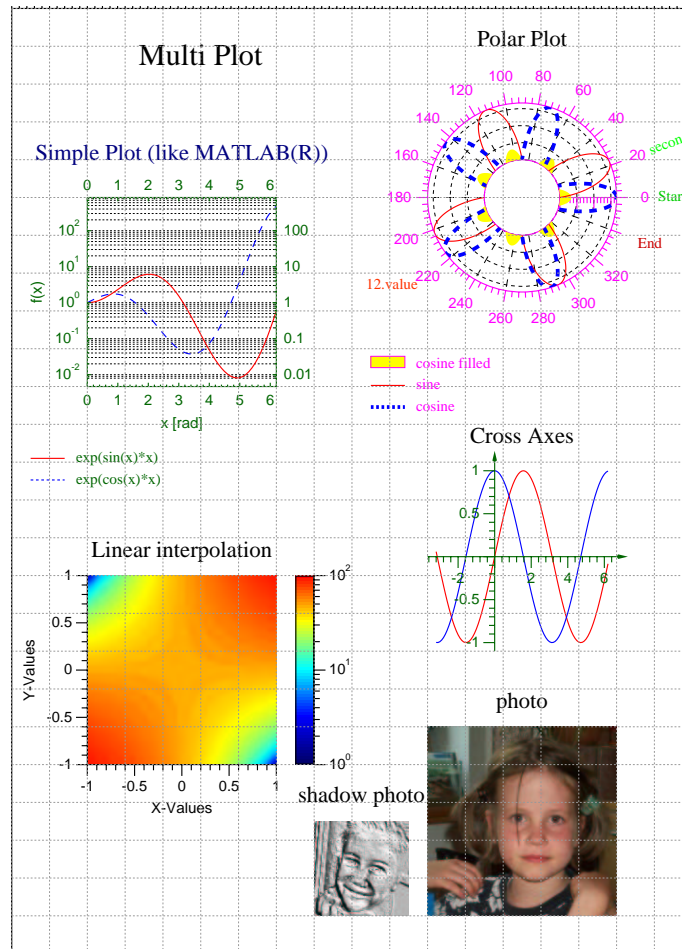 Multi Plot
Polar Plot
120 100 80 60
140 40
160 20 second
180 0 Start
200 End
220 12.value 320
240 300
260 280
cosine filled
sine
cosine
Simple Plot (like MATLAB(R))
0 1 2 3 4 5 6
10^2 100
10^1 10
10^0 1
10^-1 0.1
10^-2 0.01
f(x)
0 1 2 3 4 5 6
x [rad]
exp(sin(x)*x)
exp(cos(x)*x)
Cross Axes
1
0.5
-2 0 2 4 6
-0.5
-1
Linear interpolation
1 10^2
0.5
0 10^1
-0.5
-1 10^0
Y-Values
-1 -0.5 0 0.5 1
X-Values
photo
shadow photo